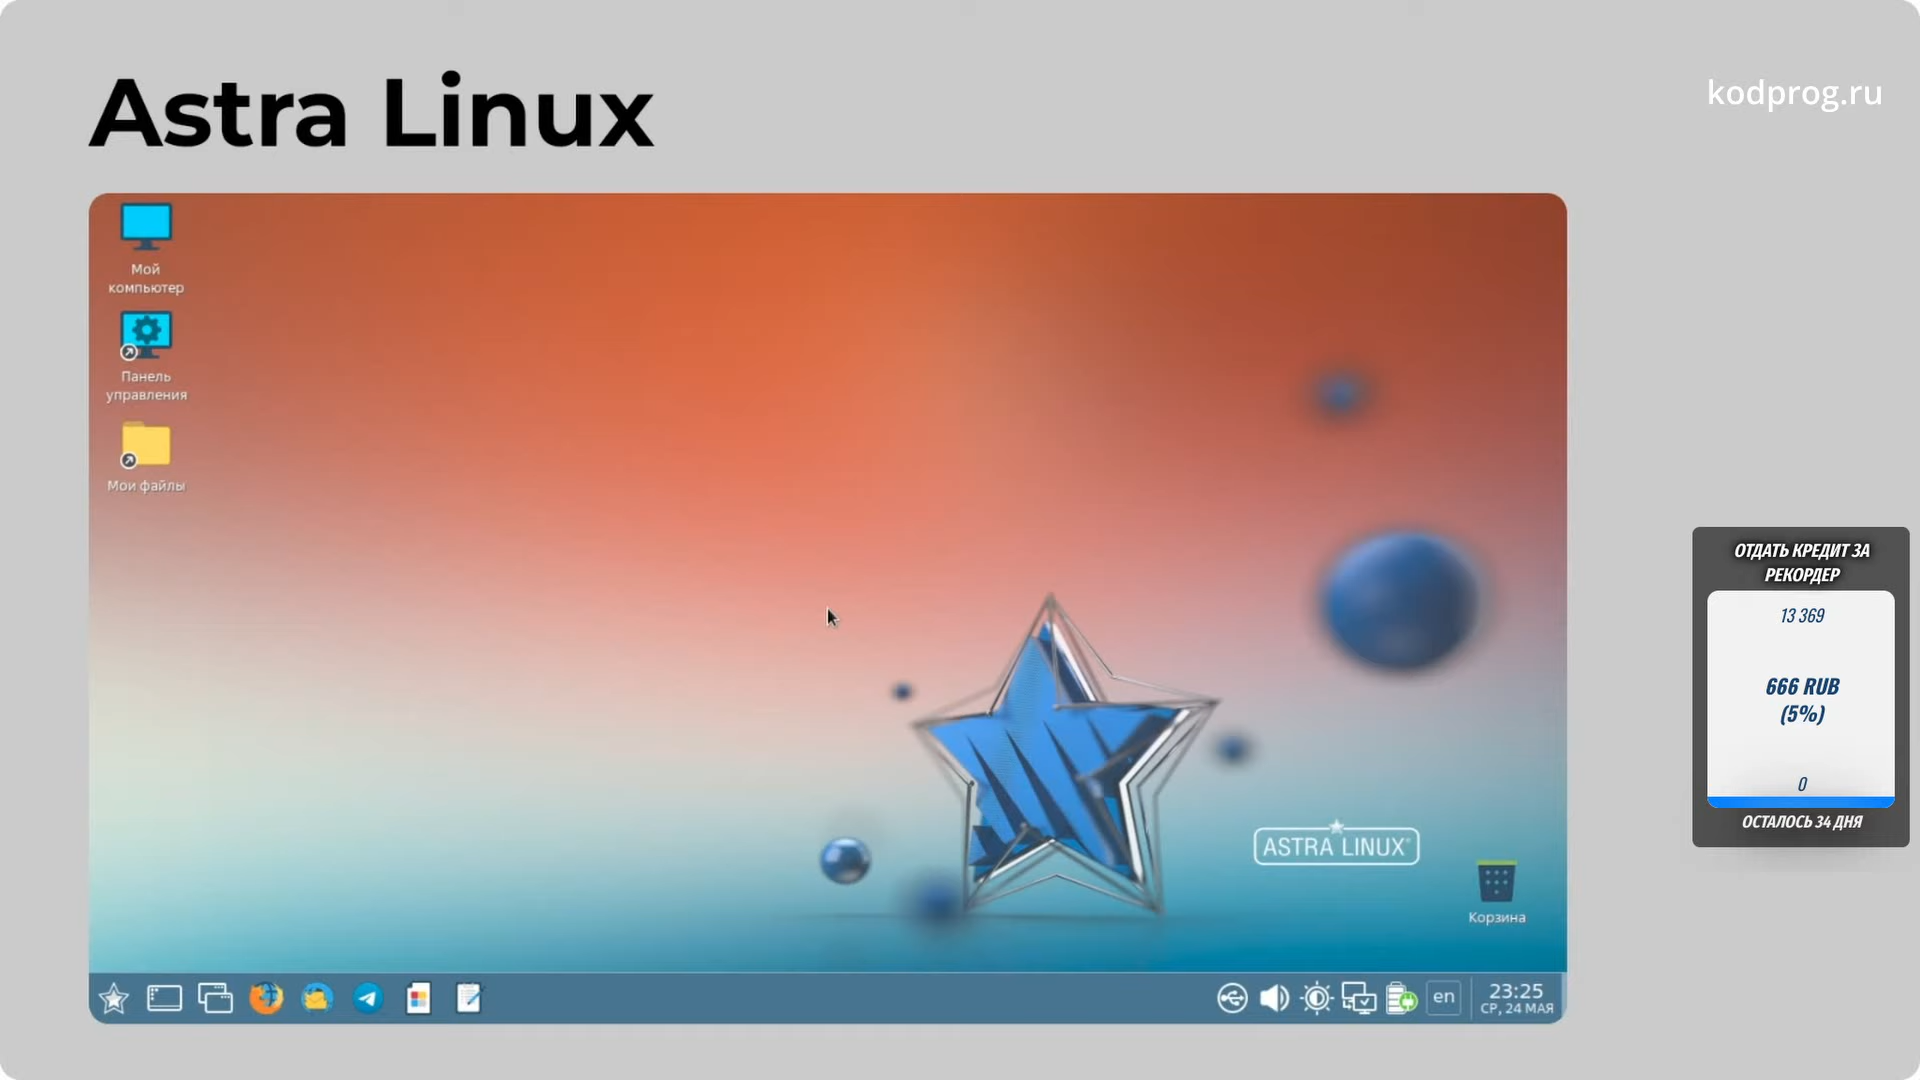 Astra Linux
kodprog.ru
Мой
компьютер
Панель
управления
Мои файлы
ASTRA LINUX®
Корзина
en
23:25
СР, 24 МАЯ
ОТДАТЬ КРЕДИТ ЗА
РЕКОРДЕР
13 369
666 RUB
(5%)
0
ОСТАЛОСЬ 34 ДНЯ